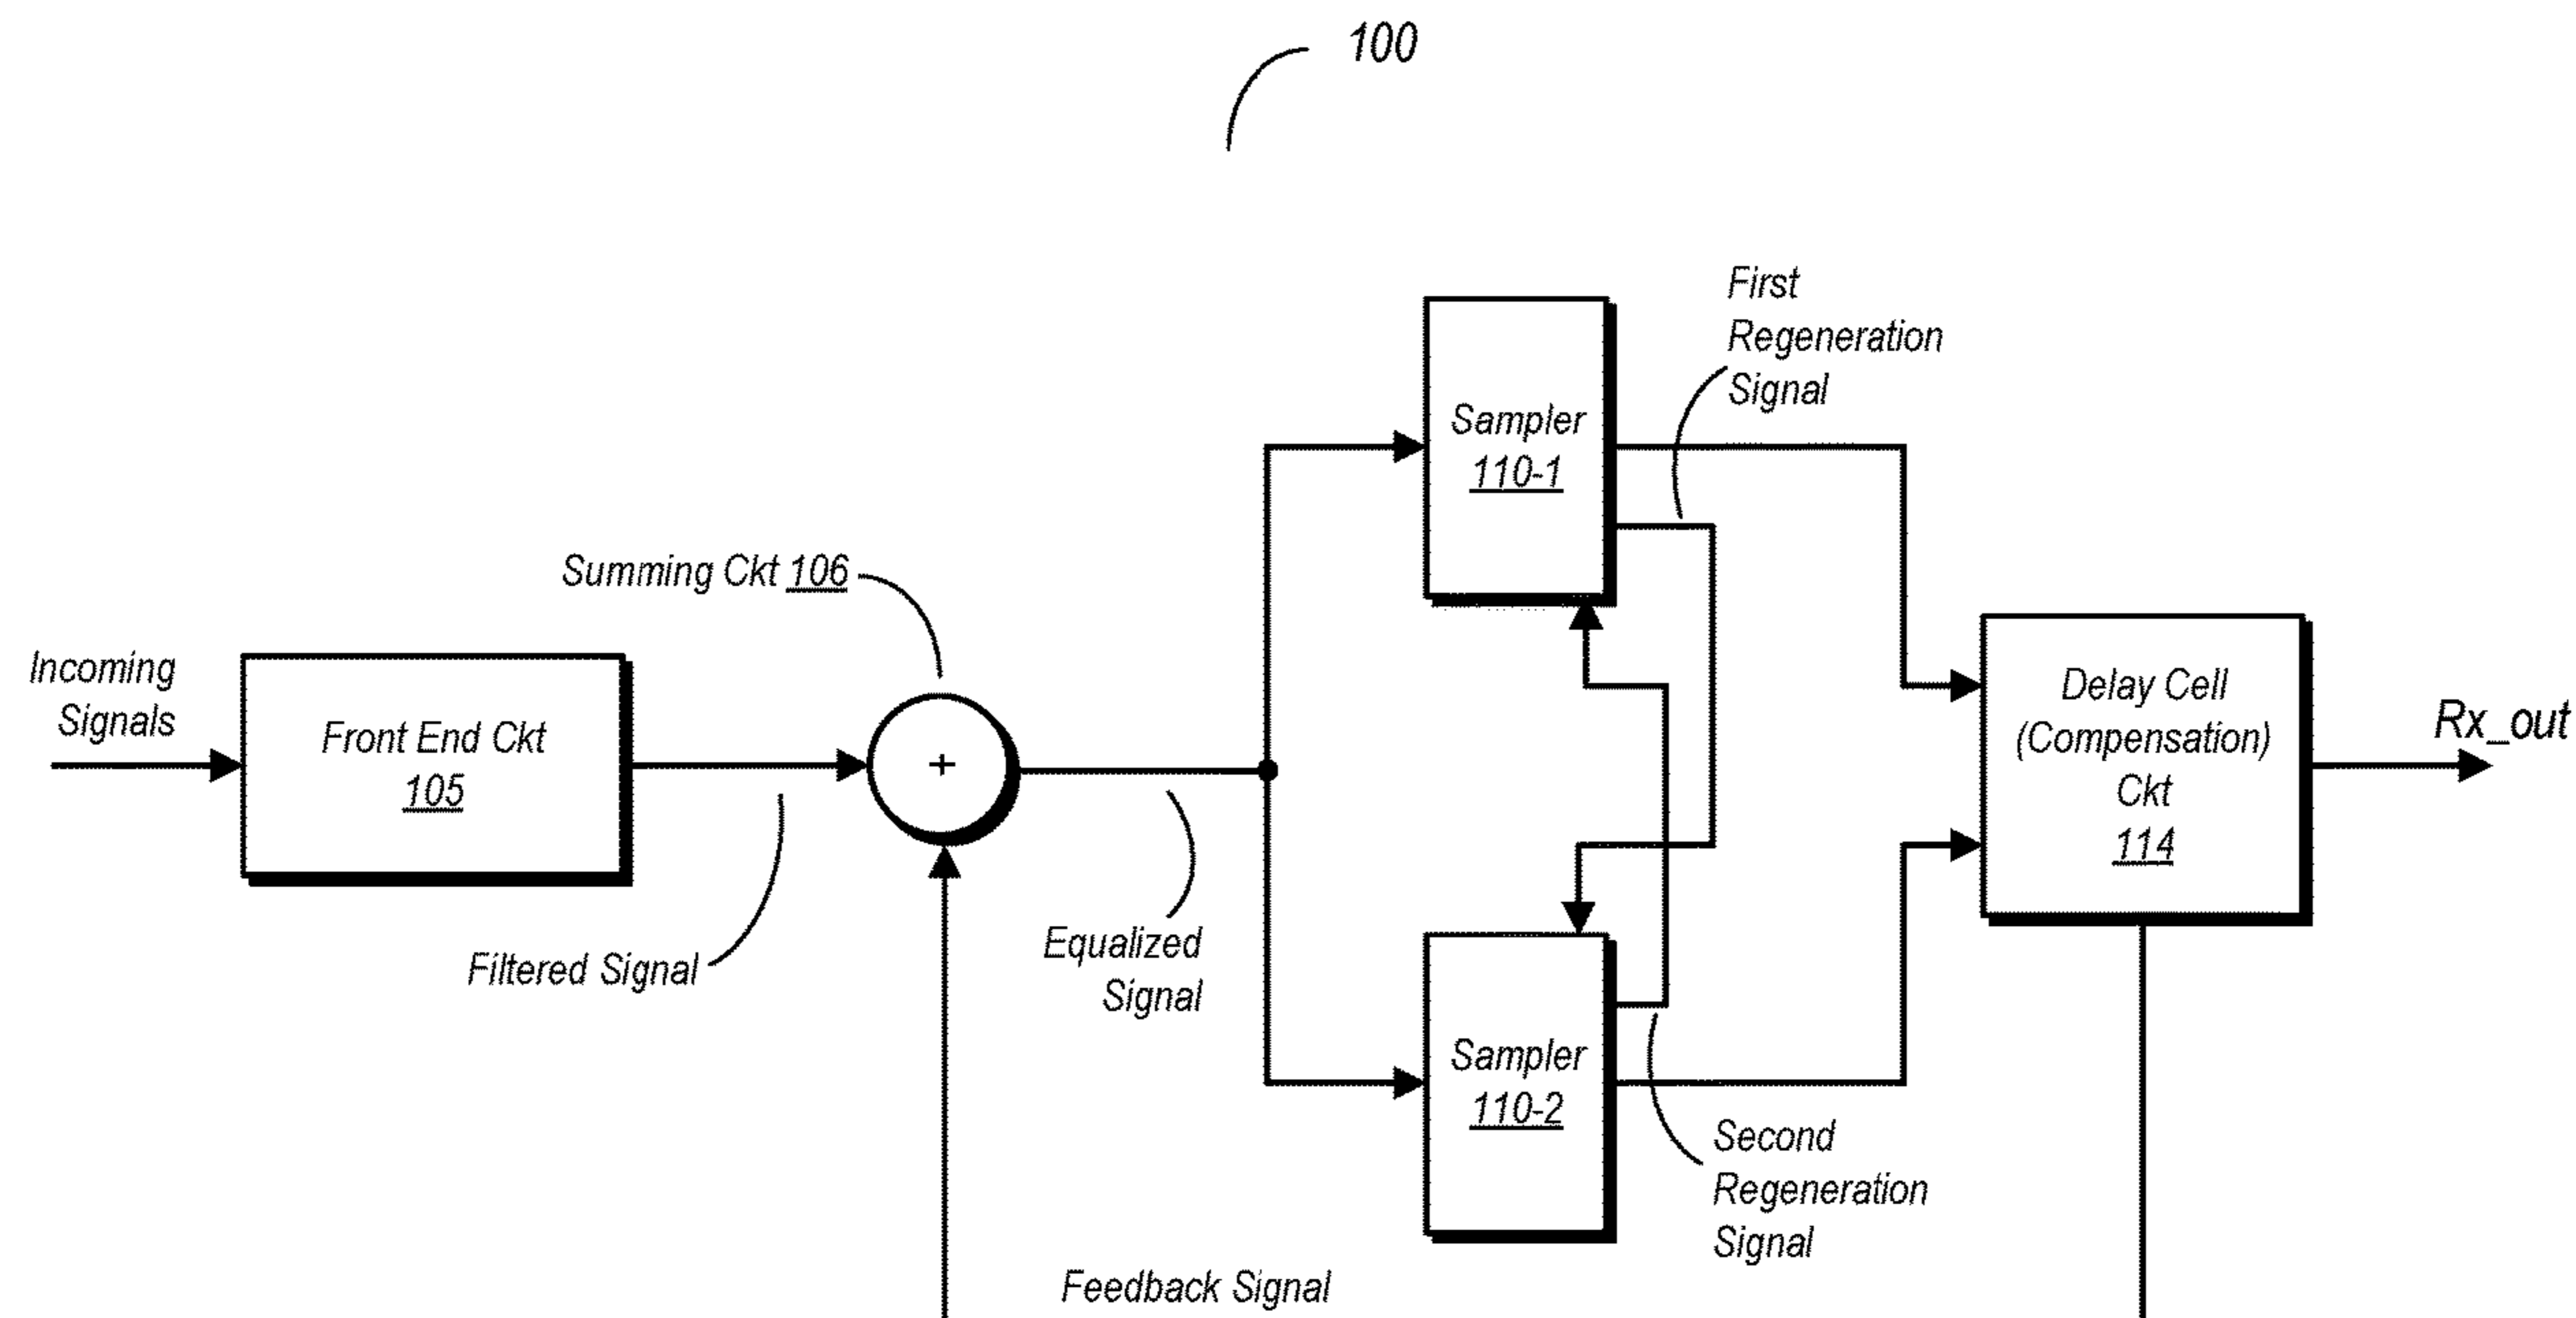 100
First
Regeneration
Signal
Sampler
110-1
Summing Ckt 106
Incoming
Signals
Front End Ckt
105
+
Delay Cell
(Compensation)
Ckt
114
Rx_out
Filtered Signal
Equalized
Signal
Sampler
110-2
Second
Regeneration
Signal
Feedback Signal